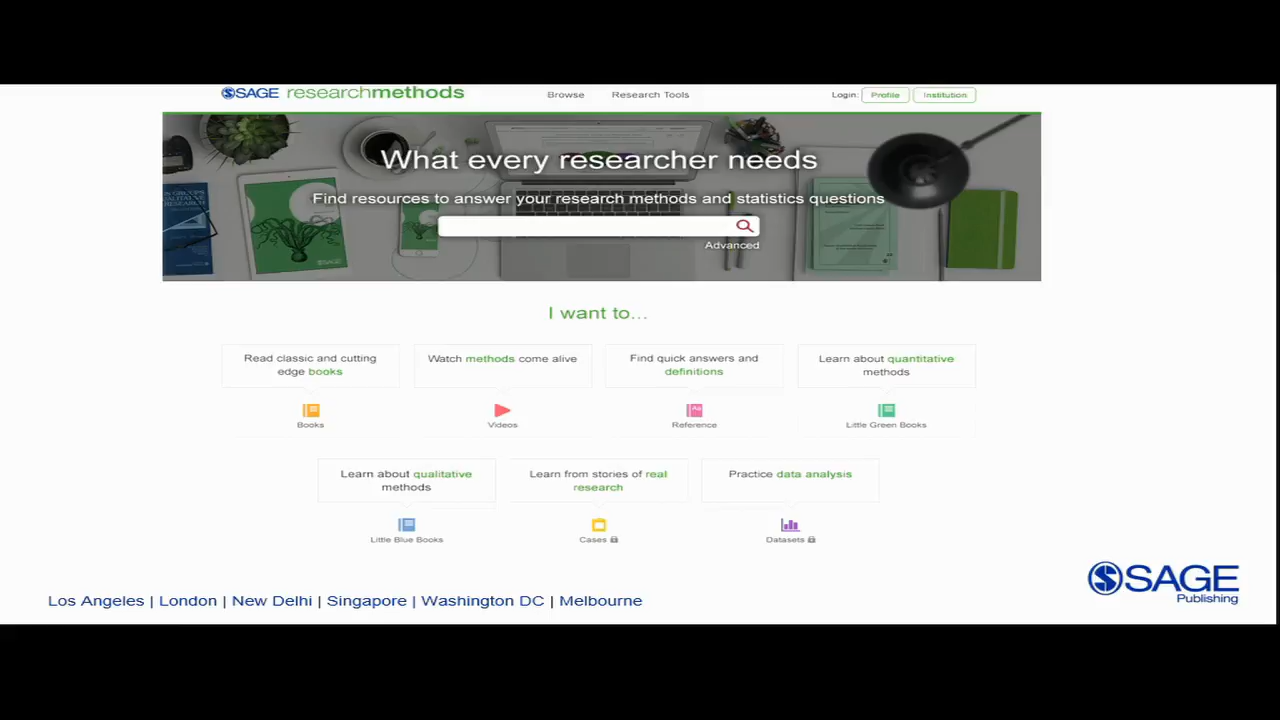 SAGE researchmethods
Browse Research Tools Login: Profile Institution
What every researcher needs
Find resources to answer your research methods and statistics questions
Advanced
I want to...
Read classic and cutting
edge books
Books
Watch methods come alive
Videos
Find quick answers and
definitions
Reference
Learn about quantitative
methods
Little Green Books
Learn about qualitative
methods
Little Blue Books
Learn from stories of real
research
Cases
Practice data analysis
Datasets
Los Angeles | London | New Delhi | Singapore | Washington DC | Melbourne
SAGE
Publishing